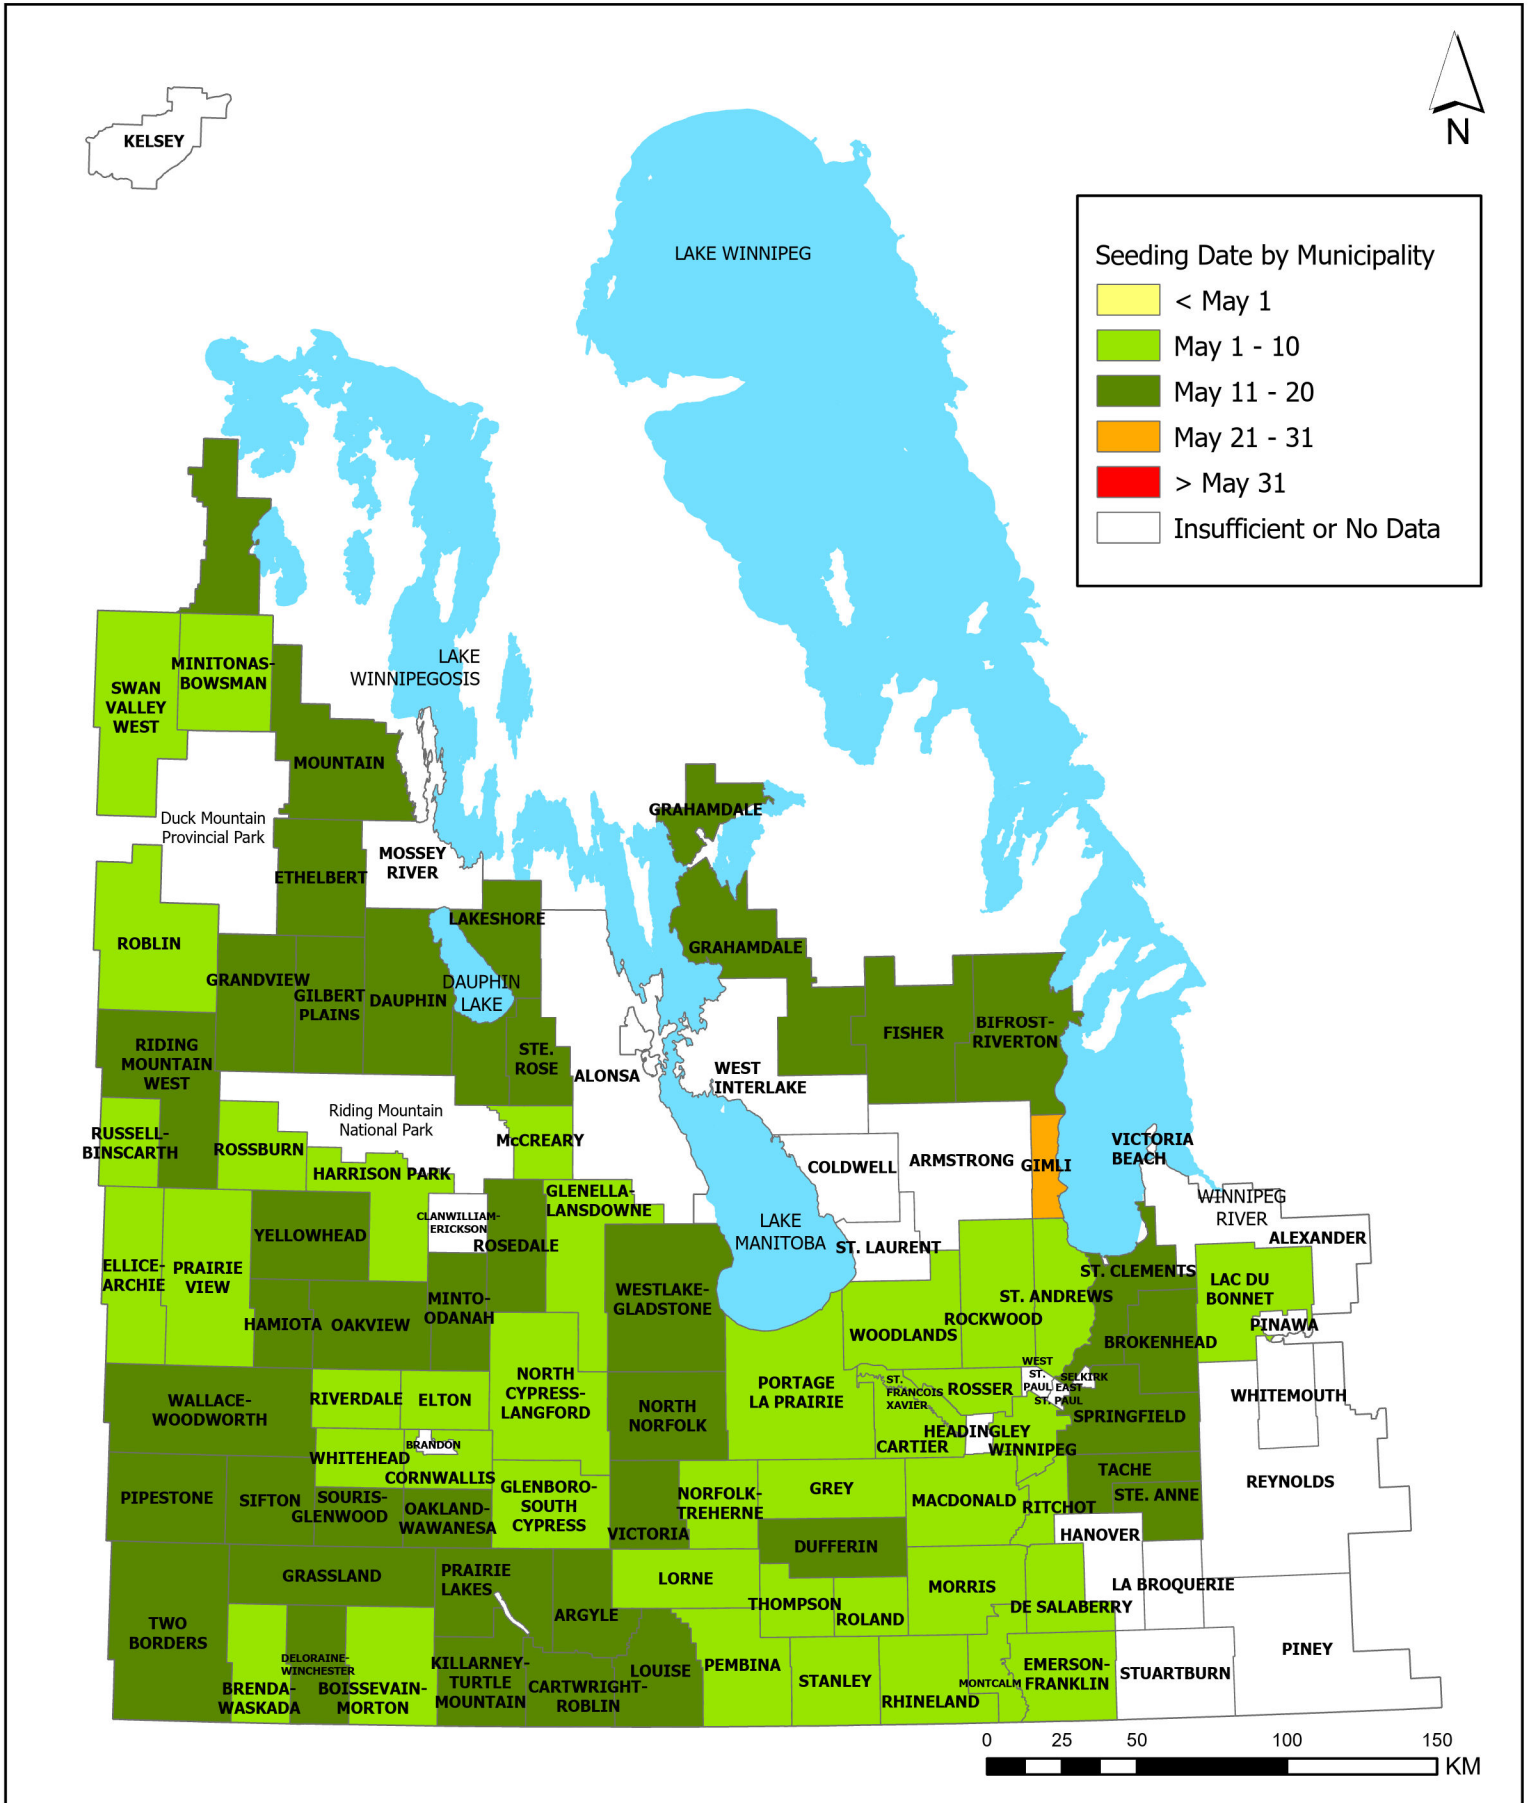 N
KELSEY
LAKE WINNIPEG
Seeding Date by Municipality
< May 1
May 1 - 10
May 11 - 20
May 21 - 31
> May 31
Insufficient or No Data
LAKE
WINNIPEGOSIS
MINITONAS-
BOWSMAN
SWAN
VALLEY
WEST
MOUNTAIN
Duck Mountain
Provincial Park
GRAHAMDALE
MOSSEY
RIVER
ETHELBERT
LAKESHORE
ROBLIN
GRAHAMDALE
GRANDVIEW
GILBERT
PLAINS
DAUPHIN
DAUPHIN
LAKE
FISHER
BIFROST-
RIVERTON
RIDING
MOUNTAIN
WEST
STE.
ROSE
ALONSA
WEST
INTERLAKE
Riding Mountain
National Park
RUSSELL-
BINSCARTH
ROSSBURN
McCREARY
HARRISON PARK
COLDWELL
ARMSTRONG
GIMLI
VICTORIA
BEACH
WINNIPEG
RIVER
ALEXANDER
GLENELLA-
LANSDOWNE
CLANWILLIAM-
ERICKSON
ROSEDALE
YELLOWHEAD
LAKE
MANITOBA
ST. LAURENT
ELLICE-
ARCHIE
PRAIRIE
VIEW
ST. CLEMENTS
LAC DU
BONNET
WESTLAKE-
GLADSTONE
MINTO-
ODANAH
HAMIOTA
OAKVIEW
ST. ANDREWS
ROCKWOOD
WOODLANDS
BROKENHEAD
PINAWA
WALLACE-
WOODWORTH
RIVERDALE
ELTON
NORTH
CYPRESS-
LANGFORD
NORTH
NORFOLK
PORTAGE
LA PRAIRIE
ST.
FRANCOIS
XAVIER
ROSSER
WEST
ST.
PAUL
EAST
ST. PAUL
SELKIRK
WHITEMOUTH
SPRINGFIELD
HEADINGLEY
CARTIER
WINNIPEG
BRANDON
WHITEHEAD
CORNWALLIS
TACHE
REYNOLDS
PIPESTONE
SIFTON
SOURIS-
GLENWOOD
OAKLAND-
WAWANESA
GLENBORO-
SOUTH
CYPRESS
NORFOLK-
TREHERNE
GREY
MACDONALD
RITCHOT
STE. ANNE
VICTORIA
HANOVER
DUFFERIN
GRASSLAND
PRAIRIE
LAKES
LORNE
MORRIS
LA BROQUERIE
TWO
BORDERS
ARGYLE
THOMPSON
ROLAND
DE SALABERRY
DELORAINE-
WINCHESTER
BRENDA-
WASKADA
BOISSEVAIN-
MORTON
KILLARNEY-
TURTLE
MOUNTAIN
CARTWRIGHT-
ROBLIN
LOUISE
PEMBINA
STANLEY
RHINELAND
MONTCALM
EMERSON-
FRANKLIN
STUARTBURN
PINEY
0 25 50 100 150
KM